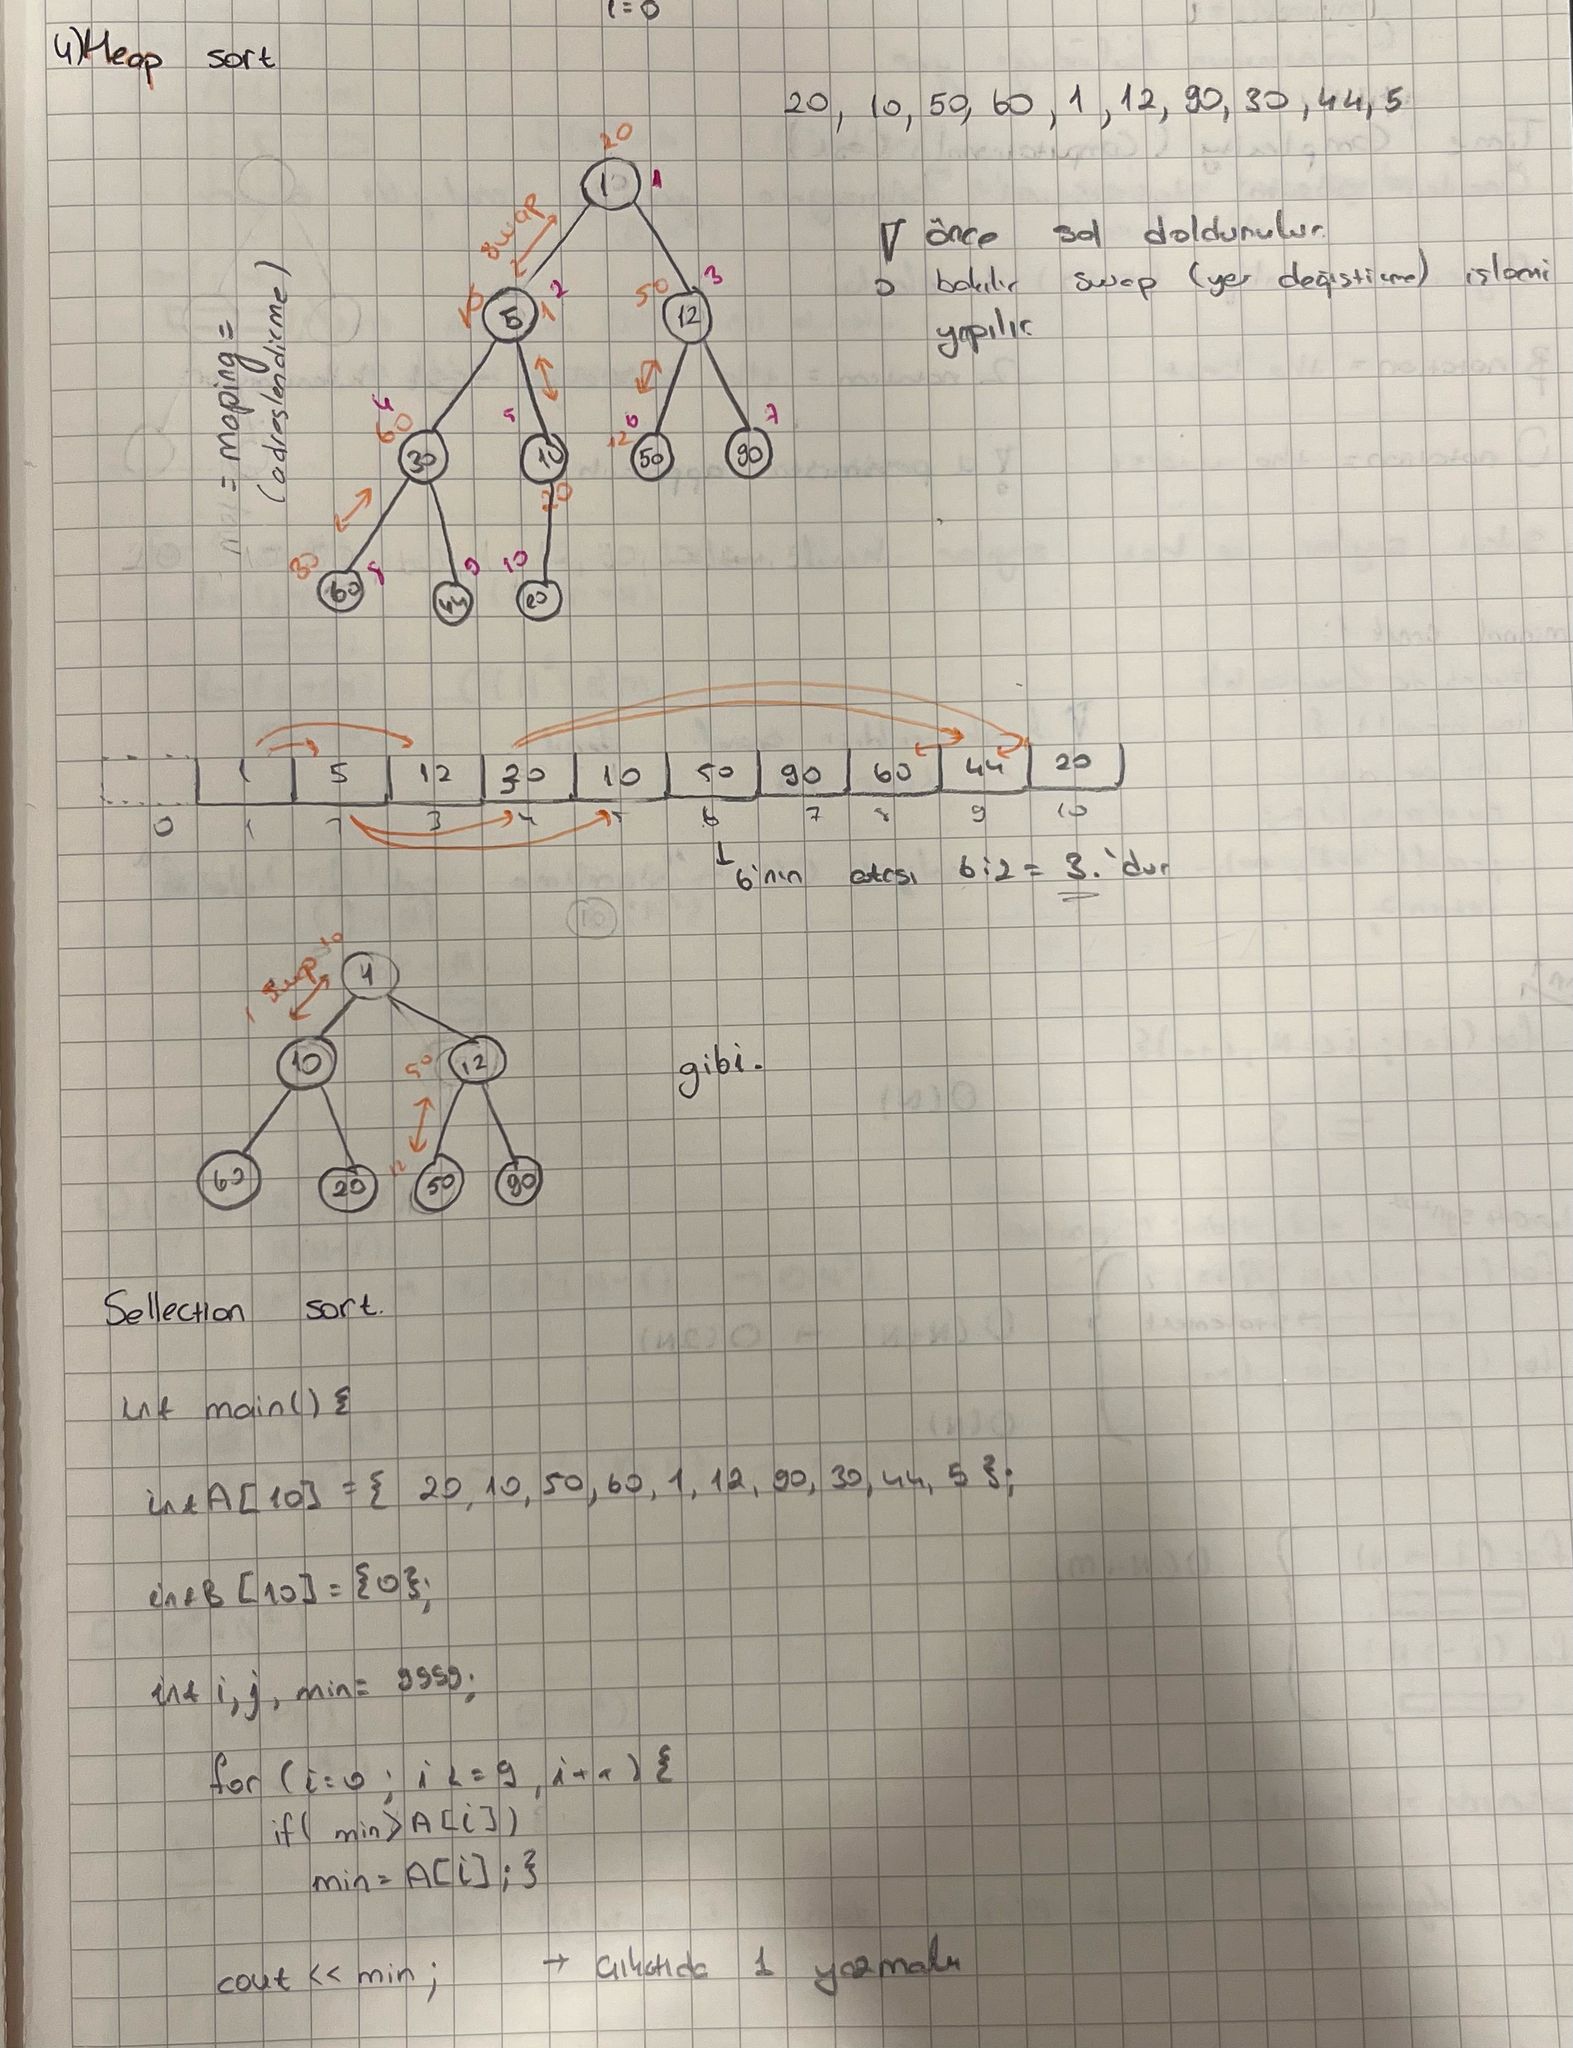 i=0
4) Heap sort
20, 10, 50, 60, 1, 12, 90, 30, 44, 5
20
1 1
swap
önce sol doldurulur.
bakılır swap (yer değiştirme) işlemi
yapılır
= maping =
(adreslendirme)
10 5 1 2
50 12 3
4 60 30
5 10 20
6 12 50
7 90
30 60 8
9 44
10 20
1 5 12 30 10 50 90 60 44 20
0 1 2 3 4 5 6 7 8 9 10
6'nın atası 6:2 = 3.'dur
swap 10
1
1 10
50 12
60 20 12 50 90
gibi.
Sellection sort.
int main() {
int A[10] = { 20, 10, 50, 60, 1, 12, 90, 30, 44, 5 };
int B [10] = {0};
int i, j, min = 9999;
for (i=0; i <= 9, i++) {
if( min> A[i])
min = A[i]; }
cout << min; → Çıkışda 1 yazmalı